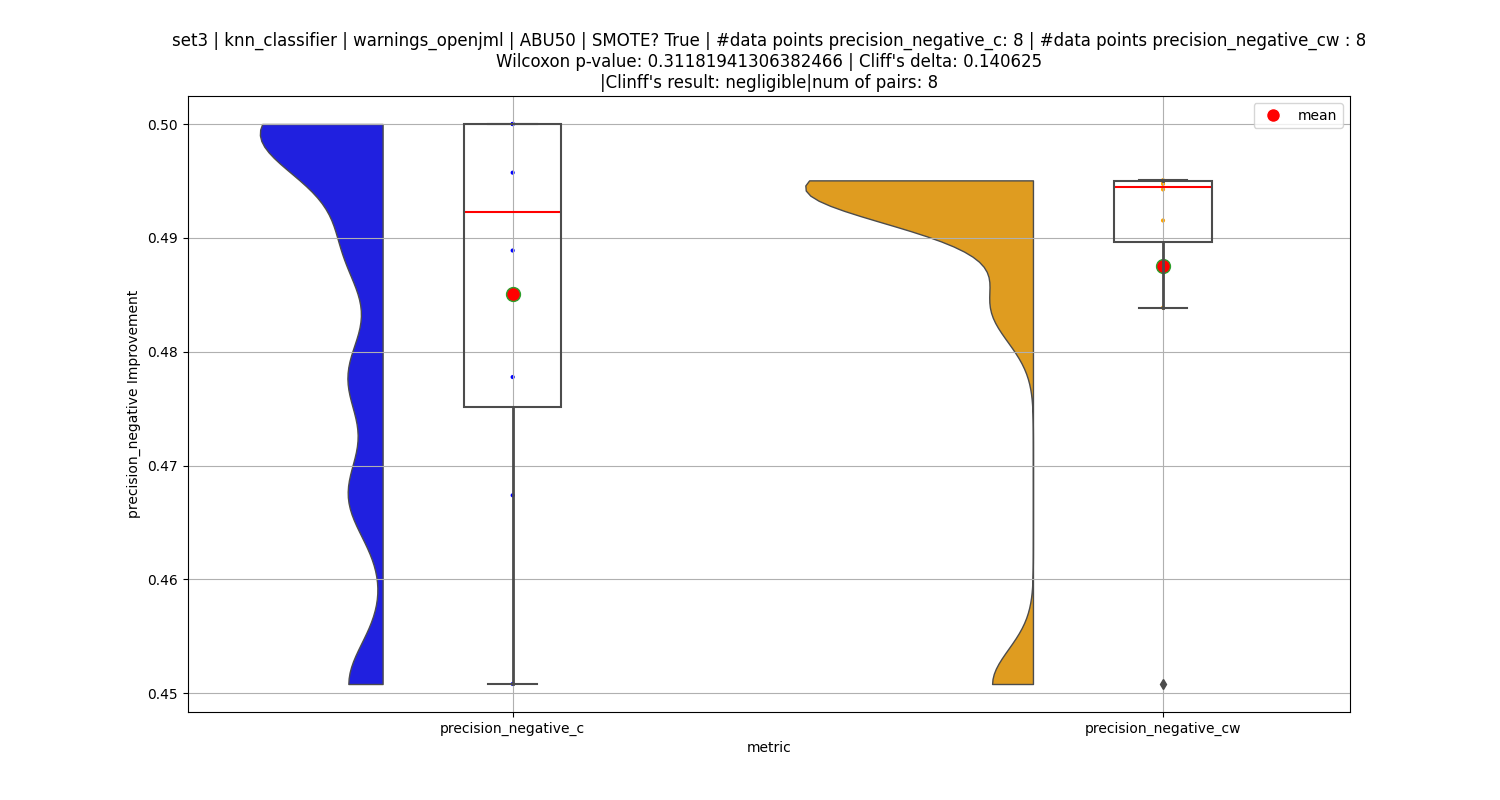 set3 | knn_classifier | warnings_openjml | ABU50 | SMOTE? True | #data points precision_negative_c: 8 | #data points precision_negative_cw : 8
Wilcoxon p-value: 0.31181941306382466 | Cliff's delta: 0.140625
|Clinff's result: negligible|num of pairs: 8
mean
0.50
0.49
0.48
0.47
0.46
0.45
precision_negative Improvement
precision_negative_c
precision_negative_cw
metric